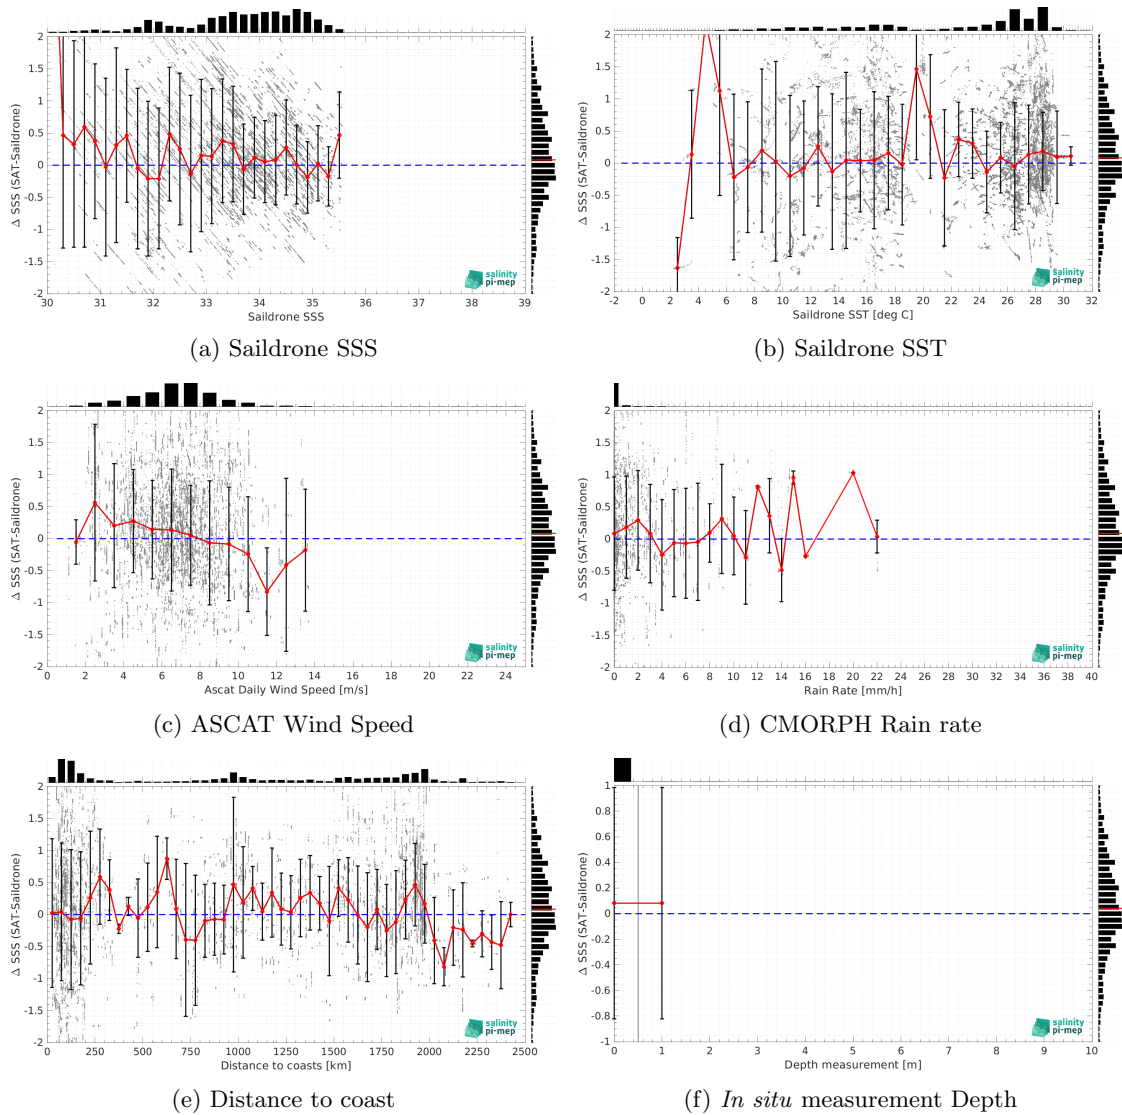 2
1.5
1
0.5
0
-0.5
-1
-1.5
-2
Δ SSS (SAT-Saildrone)
30 31 32 33 34 35 36 37 38 39
Saildrone SSS
salinity
pi-mep
(a) Saildrone SSS
2
1.5
1
0.5
0
-0.5
-1
-1.5
-2
Δ SSS (SAT-Saildrone)
-2 0 2 4 6 8 10 12 14 16 18 20 22 24 26 28 30 32
Saildrone SST [deg C]
salinity
pi-mep
(b) Saildrone SST
2
1.5
1
0.5
0
-0.5
-1
-1.5
-2
Δ SSS (SAT-Saildrone)
0 2 4 6 8 10 12 14 16 18 20 22 24
Ascat Daily Wind Speed [m/s]
salinity
pi-mep
(c) ASCAT Wind Speed
2
1.5
1
0.5
0
-0.5
-1
-1.5
-2
Δ SSS (SAT-Saildrone)
0 2 4 6 8 10 12 14 16 18 20 22 24 26 28 30 32 34 36 38 40
Rain Rate [mm/h]
salinity
pi-mep
(d) CMORPH Rain rate
2
1.5
1
0.5
0
-0.5
-1
-1.5
-2
Δ SSS (SAT-Saildrone)
0 250 500 750 1000 1250 1500 1750 2000 2250 2500
Distance to coasts [km]
salinity
pi-mep
(e) Distance to coast
1
0.8
0.6
0.4
0.2
0
-0.2
-0.4
-0.6
-0.8
-1
Δ SSS (SAT-Saildrone)
0 1 2 3 4 5 6 7 8 9 10
Depth measurement [m]
salinity
pi-mep
(f) In situ measurement Depth